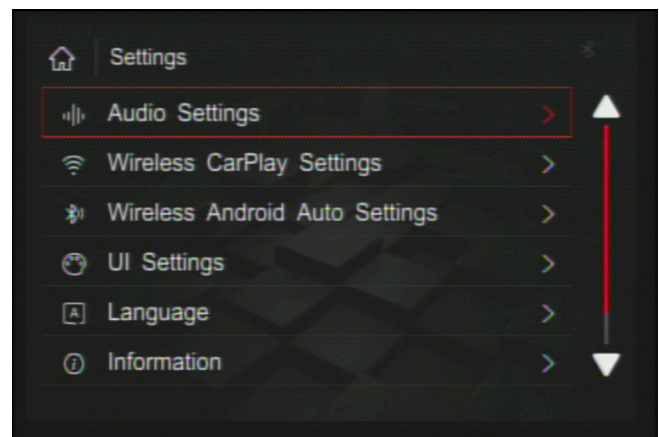 Settings
Audio Settings
Wireless CarPlay Settings
Wireless Android Auto Settings
UI Settings
A Language
Information